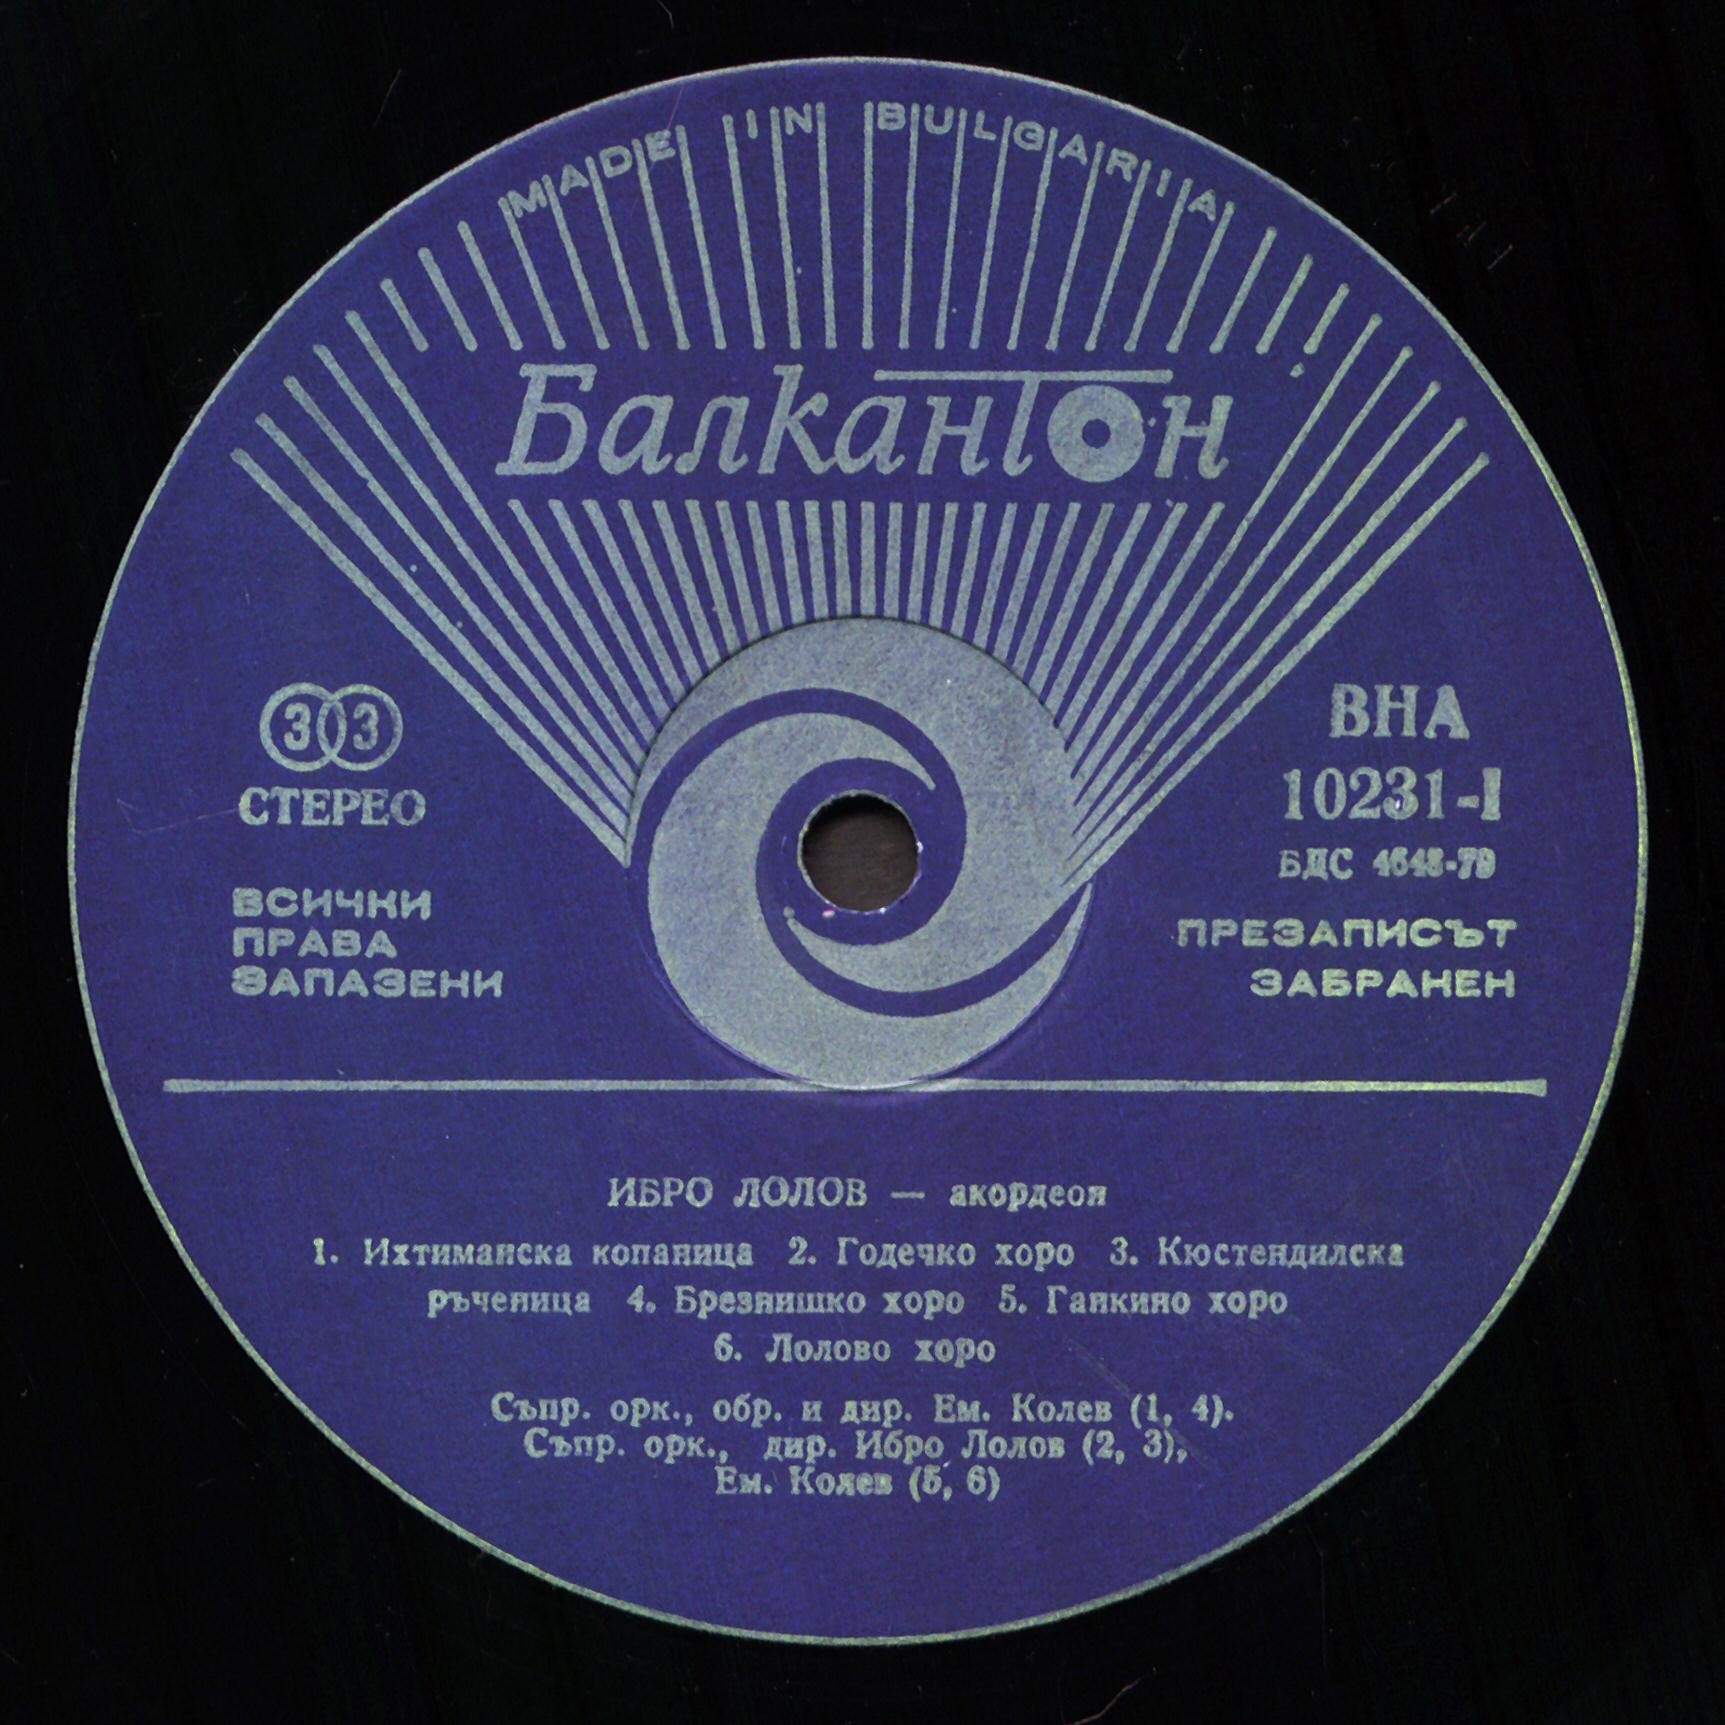 MADE IN BULGARIA
Балкантон
33
СТЕРЕО
ВСИЧКИ
ПРАВА
ЗАПАЗЕНИ
ВНА
10231-I
БДС 4648-79
ПРЕЗАПИСЪТ
ЗАБРАНЕН
ИБРО ЛОЛОВ — акордеон
1. Ихтиманска копаница 2. Годечко хоро 3. Кюстендилска
ръченица 4. Брезнишко хоро 5. Ганкино хоро
6. Лолово хоро
Съпр. орк., обр. и дир. Ем. Колев (1, 4).
Съпр. орк., дир. Ибро Лолов (2, 3),
Ем. Колев (5, 6)